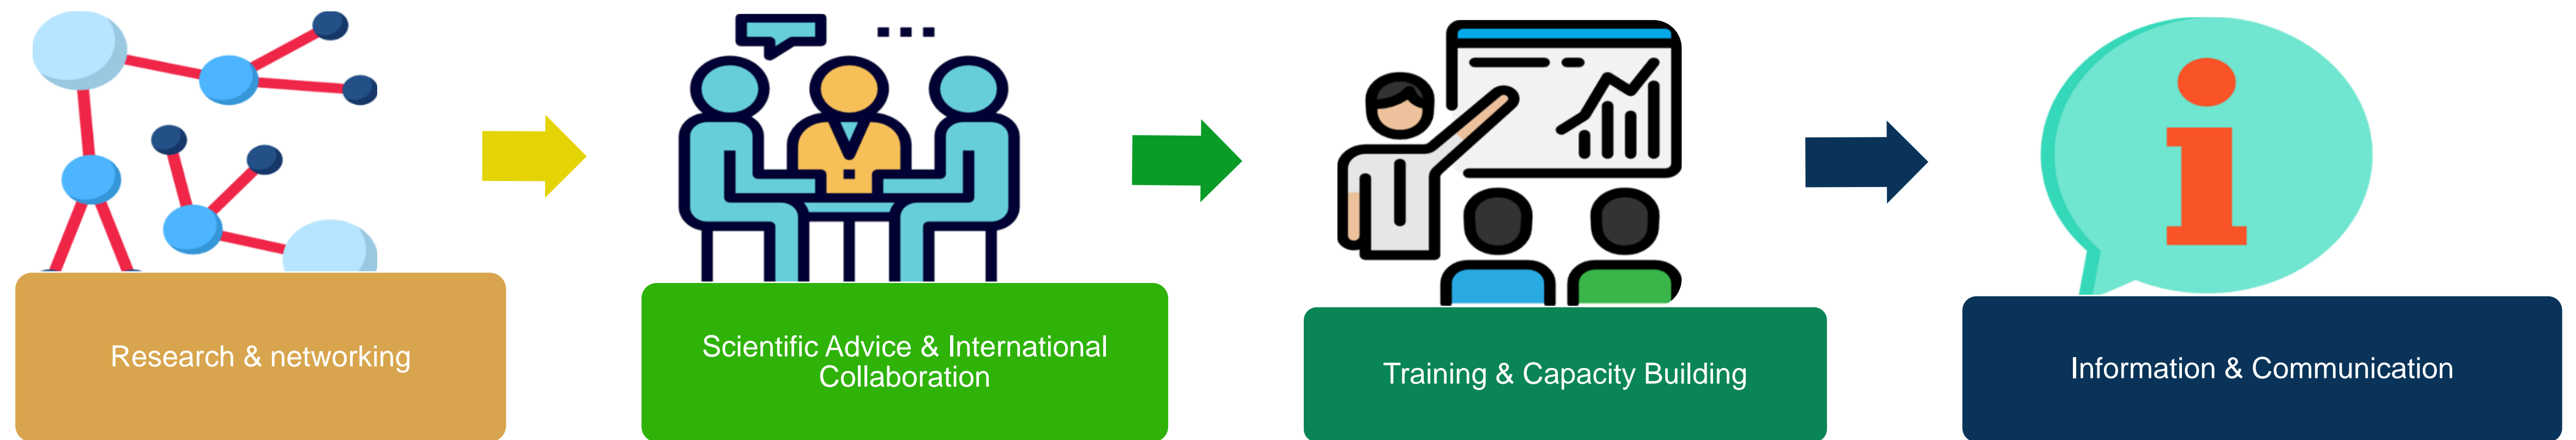 Research & networking
Scientific Advice & International
Collaboration
Training & Capacity Building
Information & Communication